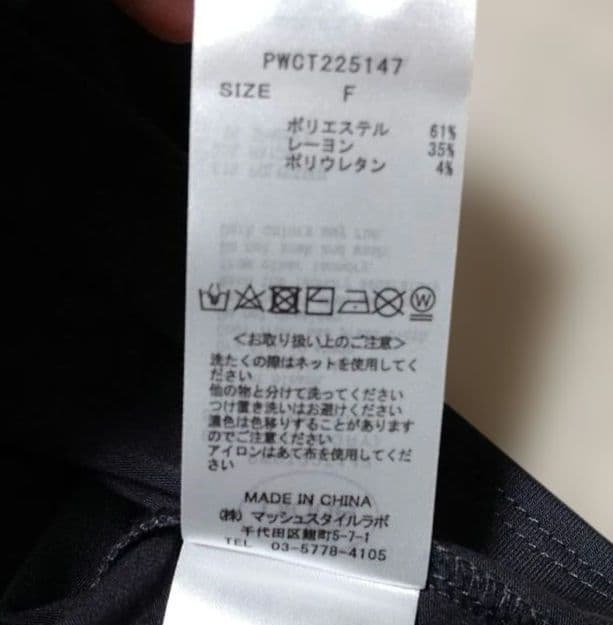 PWCT225147
SIZE F
ポリエステル 61%
レーヨン 35%
ポリウレタン 4%
W
<お取り扱い上のご注意>
洗たくの際はネットを使用してく
ださい
他の物と分けて洗ってください
つけ置き洗いはお避けください
濃色は色移りすることがあります
のでご注意ください
アイロンはあて布を使用してくだ
さい
MADE IN CHINA
(株) マッシュスタイルラボ
千代田区麹町5-7-1
TEL 03-5778-4105